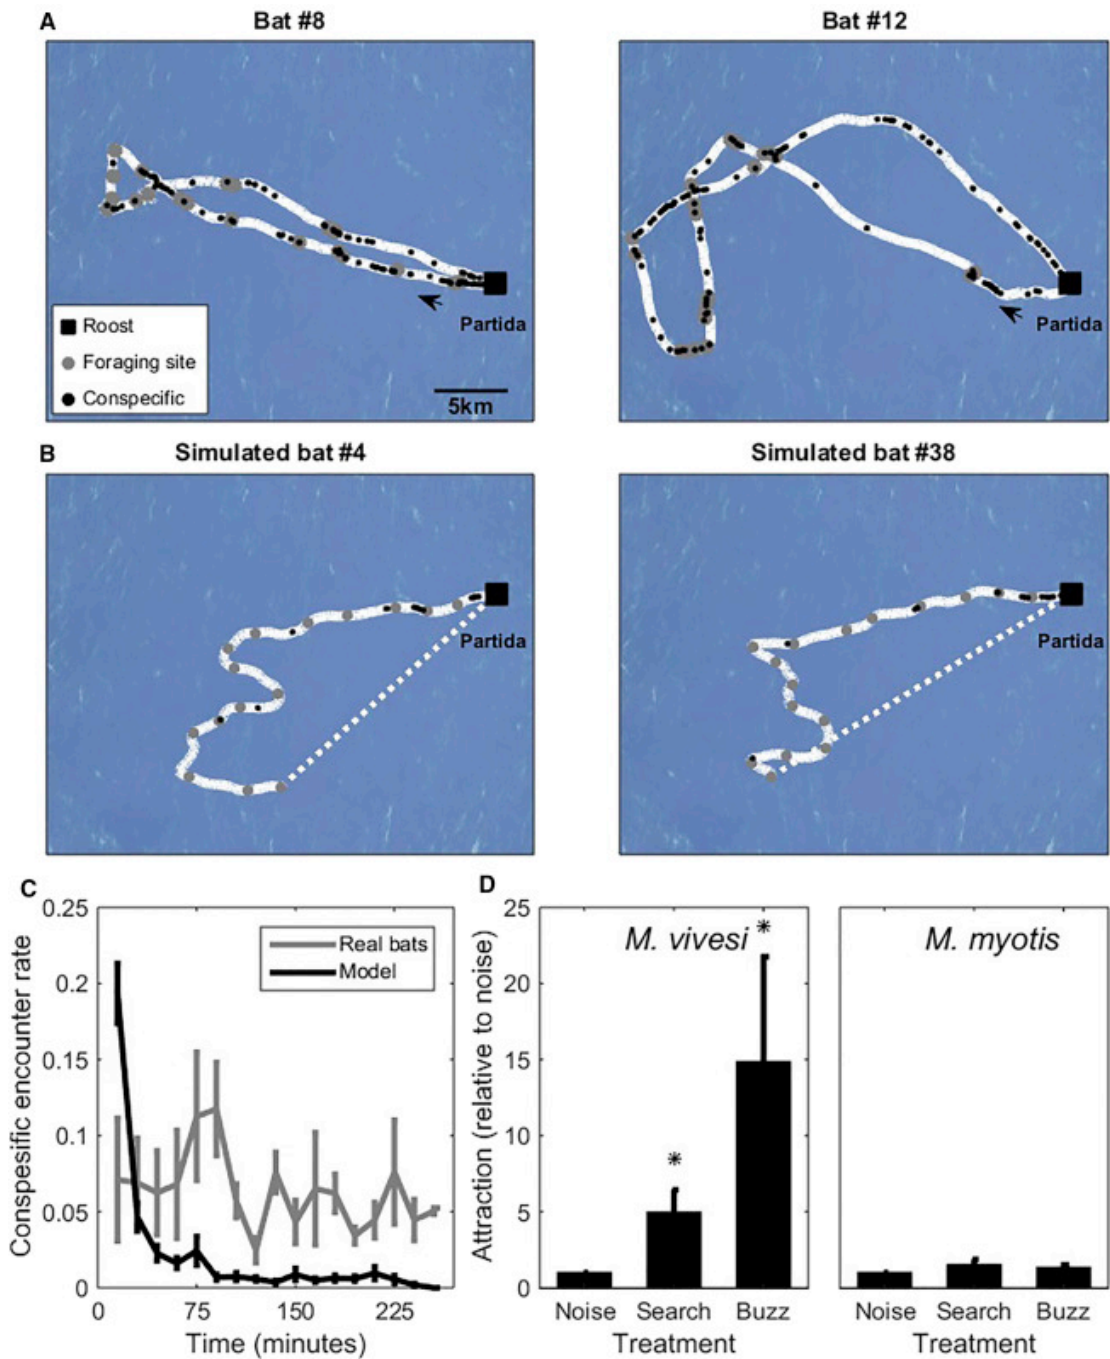 A
Bat #8
Bat #12
Partida
Roost
Foraging site
Conspecific
5km
Partida
B
Simulated bat #4
Simulated bat #38
Partida
Partida
C
Conspesific encounter rate
0.25
0.2
0.15
0.1
0.05
0
Real bats
Model
0 75 150 225
Time (minutes)
D
Attraction (relative to noise)
25
20
15
10
5
0
M. vivesi *
*
Noise Search Buzz
Treatment
M. myotis
Noise Search Buzz
Treatment